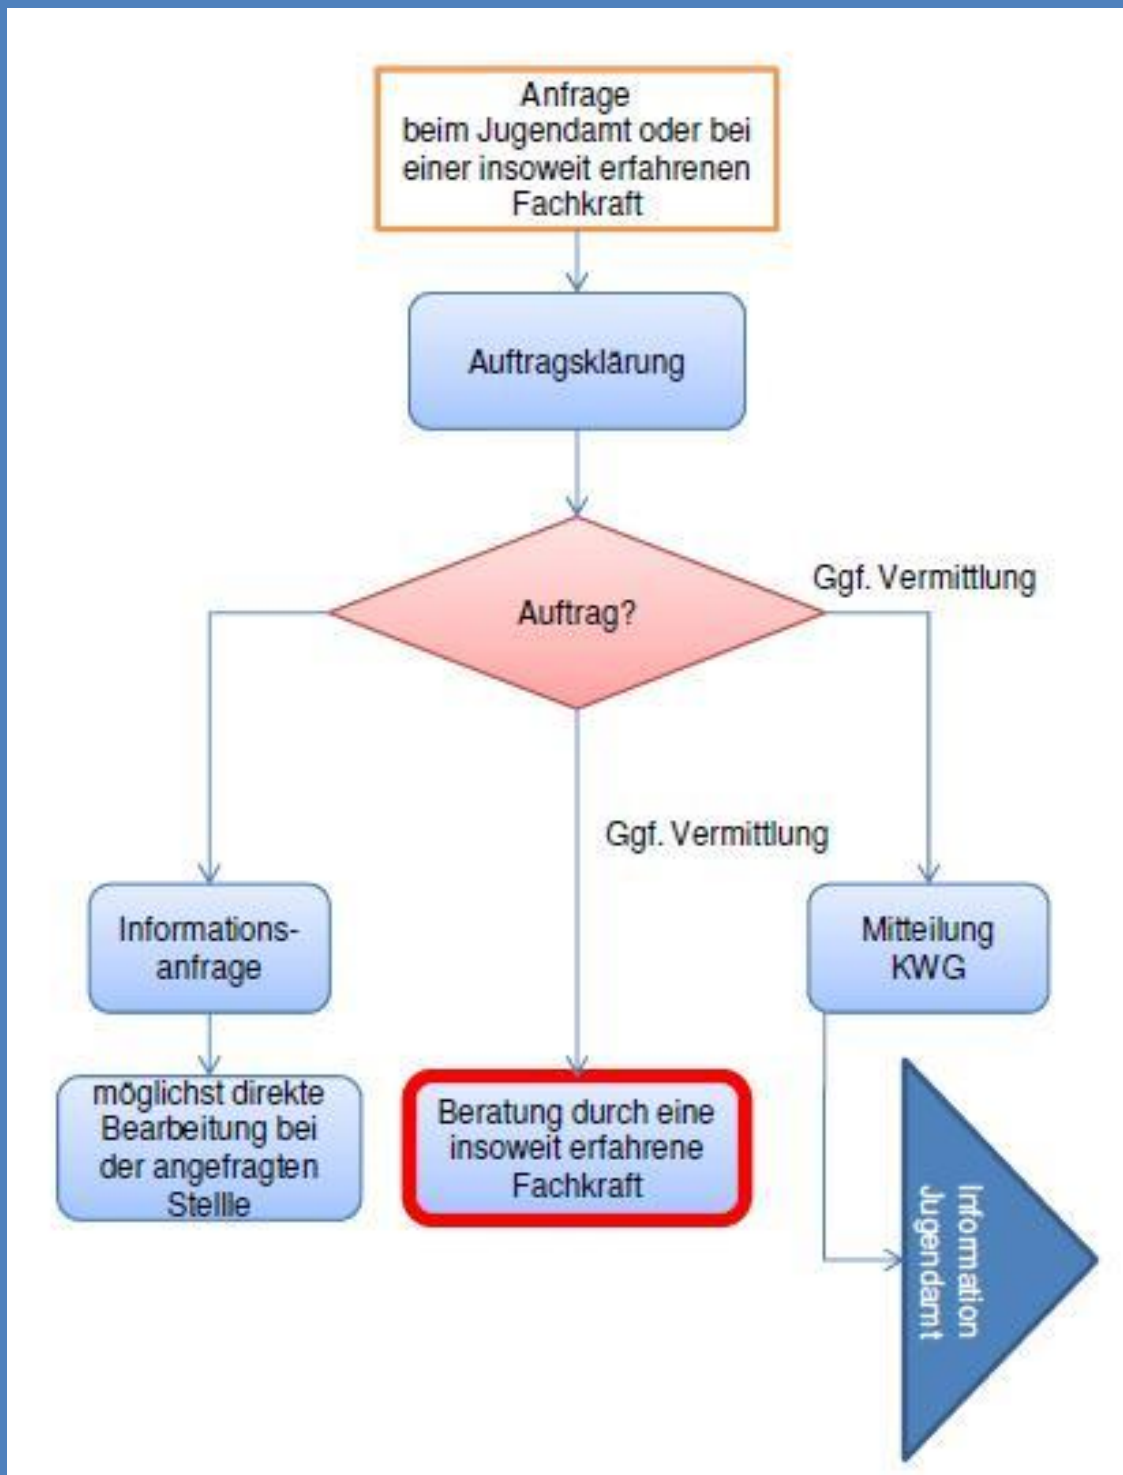 Anfrage
beim Jugendamt oder bei
einer insoweit erfahrenen
Fachkraft
Auftragsklärung
Auftrag?
Ggf. Vermittlung
Ggf. Vermittlung
Informations-
anfrage
Mitteilung
KWG
möglichst direkte
Bearbeitung bei
der angefragten
Stellle
Beratung durch eine
insoweit erfahrene
Fachkraft
Information
Jugendamt